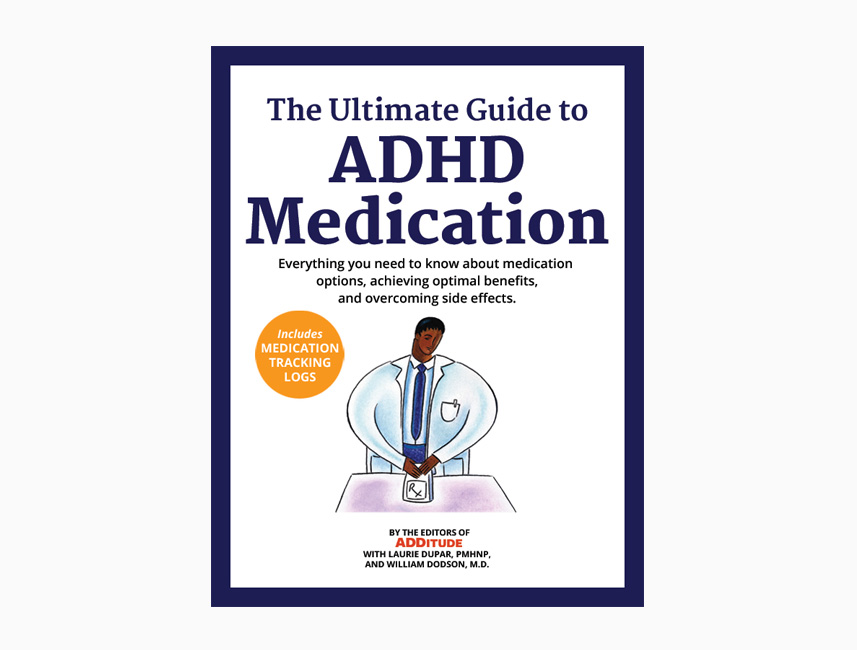 The Ultimate Guide to
ADHD
Medication
Everything you need to know about medication
options, achieving optimal benefits,
and overcoming side effects.
Includes
MEDICATION
TRACKING
LOGS
Rx
BY THE EDITORS OF
ADDITUDE
WITH LAURIE DUPAR, PMHNP,
AND WILLIAM DODSON, M.D.